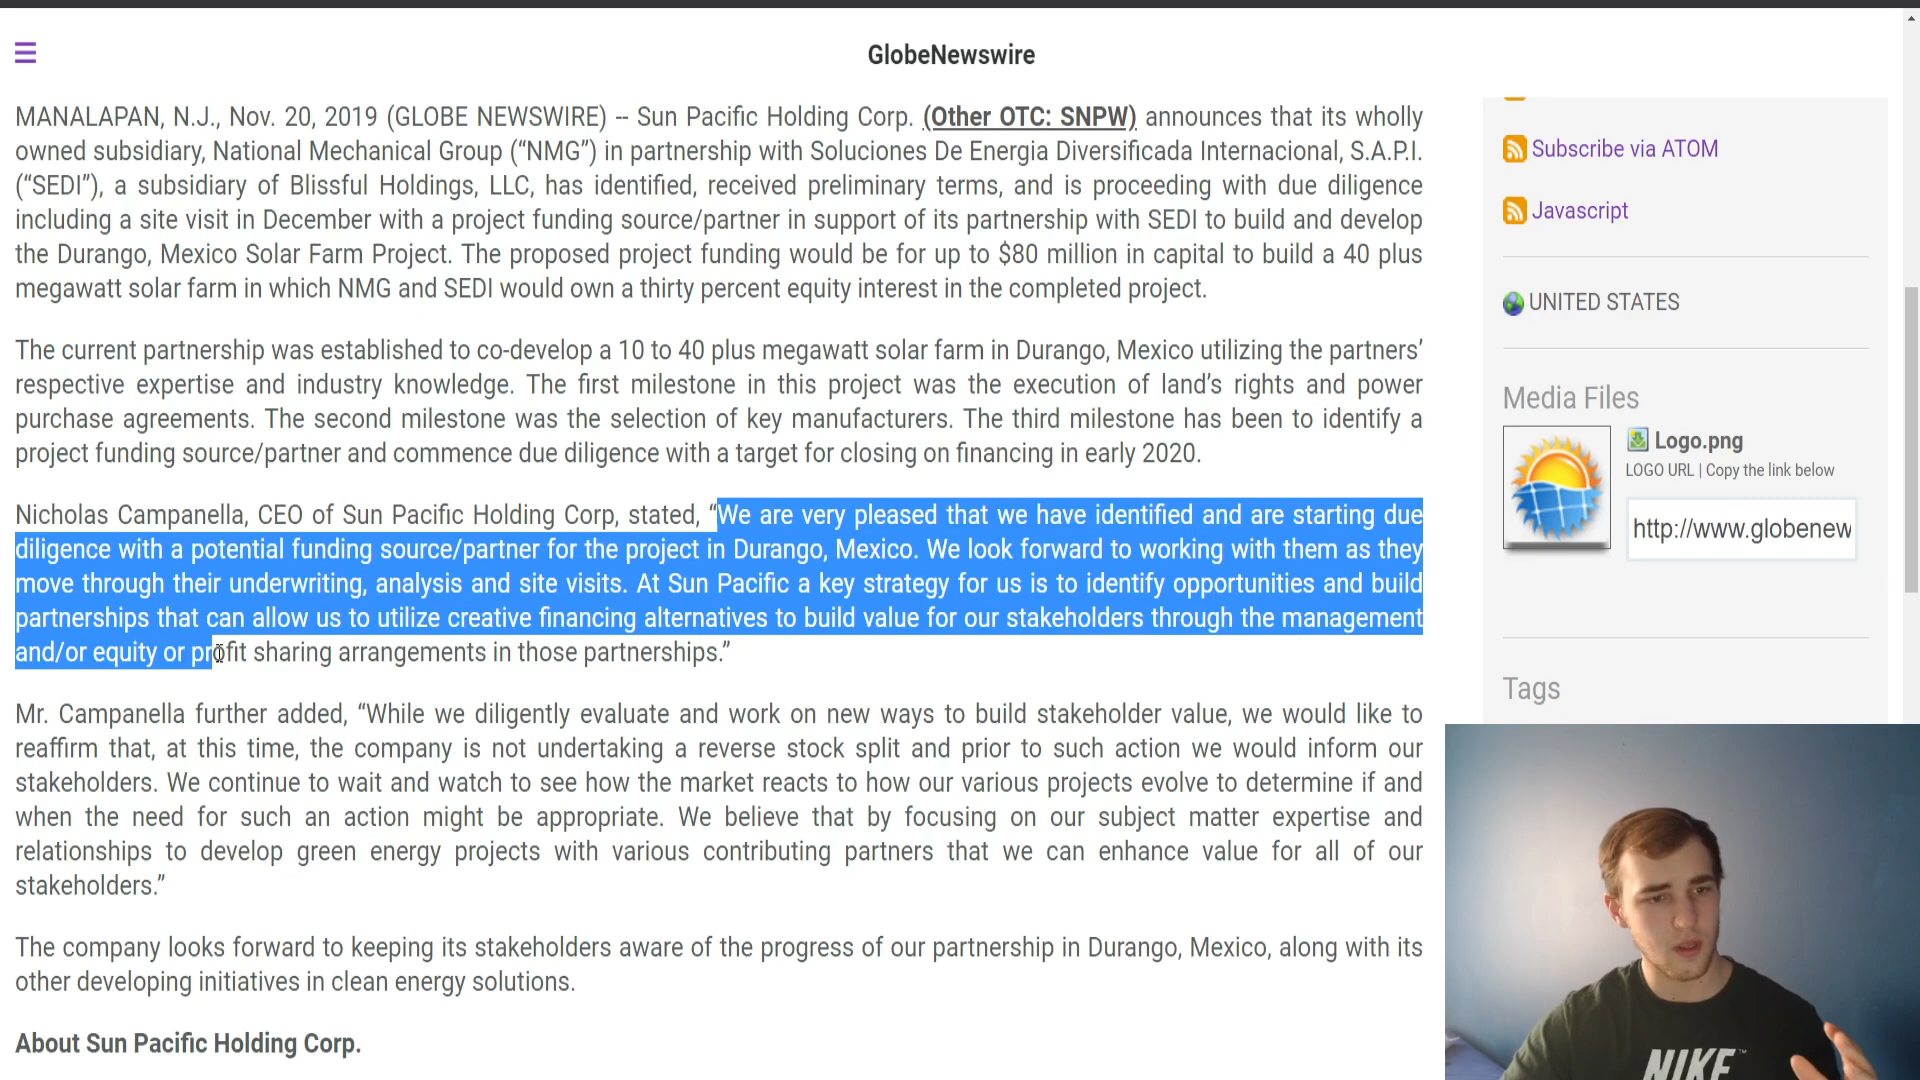 GlobeNewswire
MANALAPAN, N.J., Nov. 20, 2019 (GLOBE NEWSWIRE) -- Sun Pacific Holding Corp. (Other OTC: SNPW) announces that its wholly
owned subsidiary, National Mechanical Group (“NMG”) in partnership with Soluciones De Energia Diversificada Internacional, S.A.P.I.
(“SEDI”), a subsidiary of Blissful Holdings, LLC, has identified, received preliminary terms, and is proceeding with due diligence
including a site visit in December with a project funding source/partner in support of its partnership with SEDI to build and develop
the Durango, Mexico Solar Farm Project. The proposed project funding would be for up to $80 million in capital to build a 40 plus
megawatt solar farm in which NMG and SEDI would own a thirty percent equity interest in the completed project.
The current partnership was established to co-develop a 10 to 40 plus megawatt solar farm in Durango, Mexico utilizing the partners’
respective expertise and industry knowledge. The first milestone in this project was the execution of land’s rights and power
purchase agreements. The second milestone was the selection of key manufacturers. The third milestone has been to identify a
project funding source/partner and commence due diligence with a target for closing on financing in early 2020.
Nicholas Campanella, CEO of Sun Pacific Holding Corp, stated, “We are very pleased that we have identified and are starting due
diligence with a potential funding source/partner for the project in Durango, Mexico. We look forward to working with them as they
move through their underwriting, analysis and site visits. At Sun Pacific a key strategy for us is to identify opportunities and build
partnerships that can allow us to utilize creative financing alternatives to build value for our stakeholders through the management
and/or equity or profit sharing arrangements in those partnerships.”
Mr. Campanella further added, “While we diligently evaluate and work on new ways to build stakeholder value, we would like to
reaffirm that, at this time, the company is not undertaking a reverse stock split and prior to such action we would inform our
stakeholders. We continue to wait and watch to see how the market reacts to how our various projects evolve to determine if and
when the need for such an action might be appropriate. We believe that by focusing on our subject matter expertise and
relationships to develop green energy projects with various contributing partners that we can enhance value for all of our
stakeholders.”
The company looks forward to keeping its stakeholders aware of the progress of our partnership in Durango, Mexico, along with its
other developing initiatives in clean energy solutions.
About Sun Pacific Holding Corp.
Subscribe via ATOM
Javascript
UNITED STATES
Media Files
Logo.png
LOGO URL | Copy the link below
http://www.globenew
Tags
NIKE™